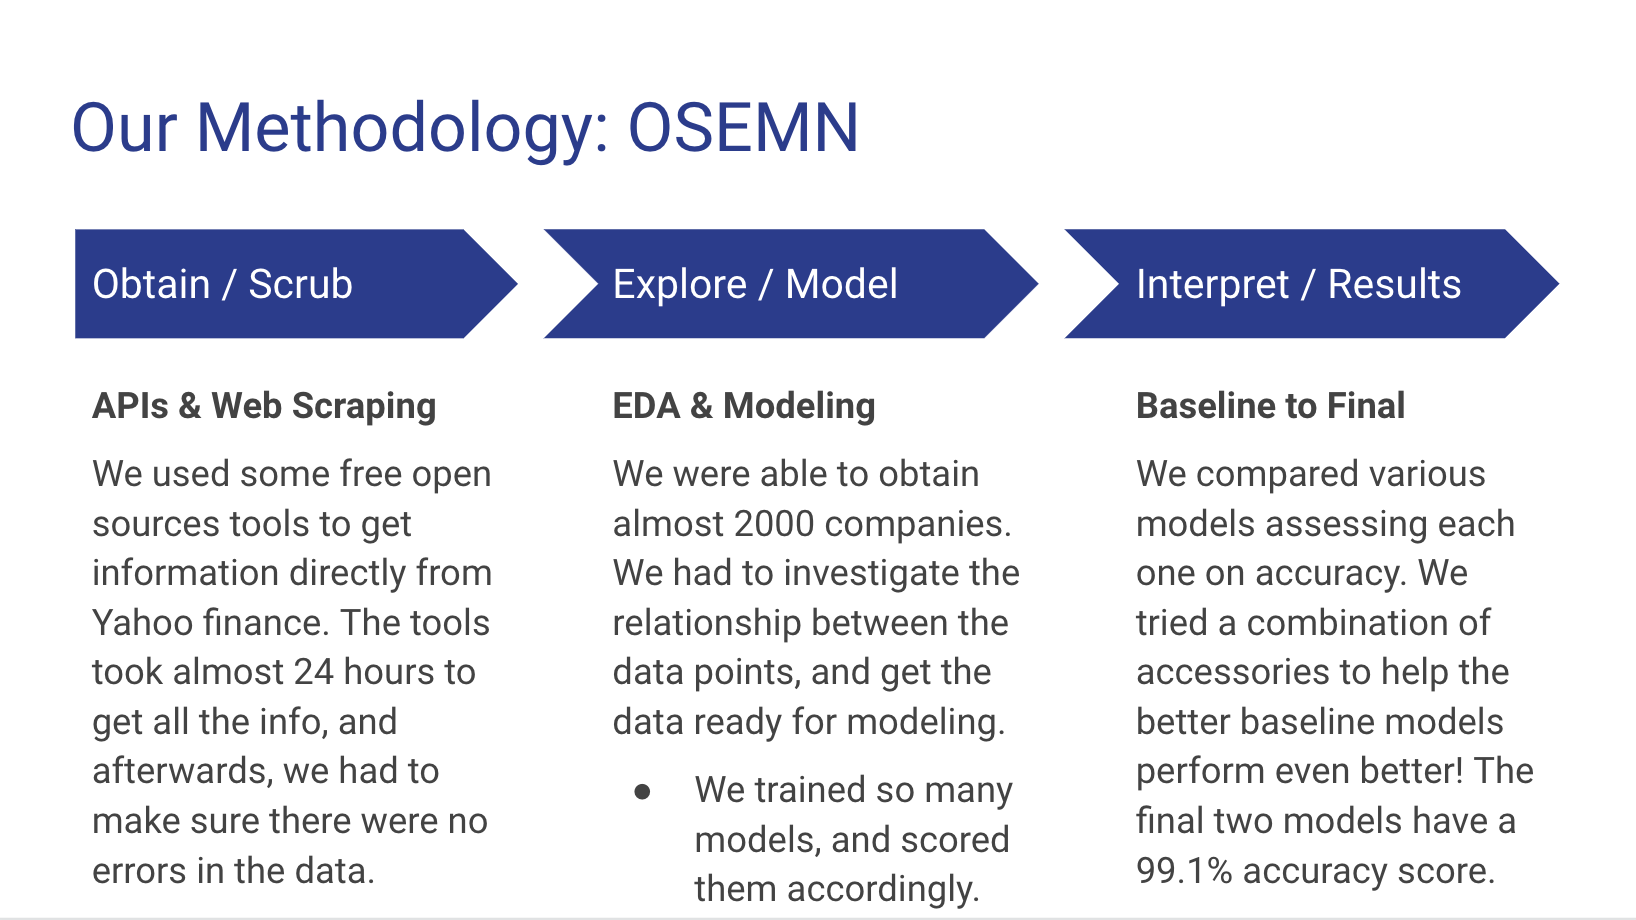 Our Methodology: OSEMN
Obtain / Scrub
APIs & Web Scraping
We used some free open
sources tools to get
information directly from
Yahoo finance. The tools
took almost 24 hours to
get all the info, and
afterwards, we had to
make sure there were no
errors in the data.
Explore / Model
EDA & Modeling
We were able to obtain
almost 2000 companies.
We had to investigate the
relationship between the
data points, and get the
data ready for modeling.
● We trained so many
models, and scored
them accordingly.
Interpret / Results
Baseline to Final
We compared various
models assessing each
one on accuracy. We
tried a combination of
accessories to help the
better baseline models
perform even better! The
final two models have a
99.1% accuracy score.